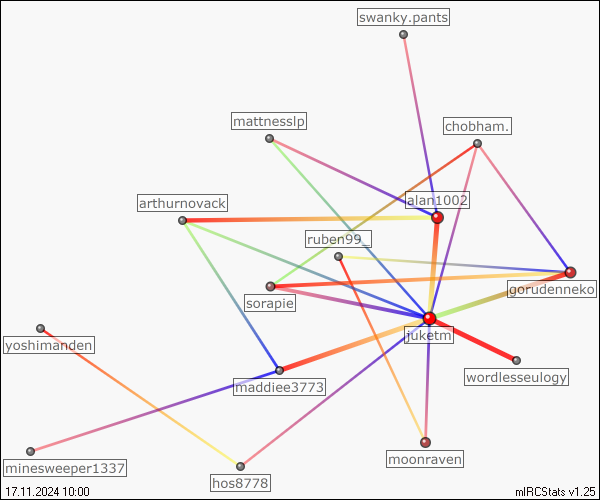 swanky.pants
mattnesslp
chobham.
arthurnovack
alan1002
ruben99_
sorapie
gorudenneko
juketm
yoshimanden
maddiee3773
wordlesseulogy
moonraven
minesweeper1337
hos8778
17.11.2024 10:00
mIRCStats v1.25